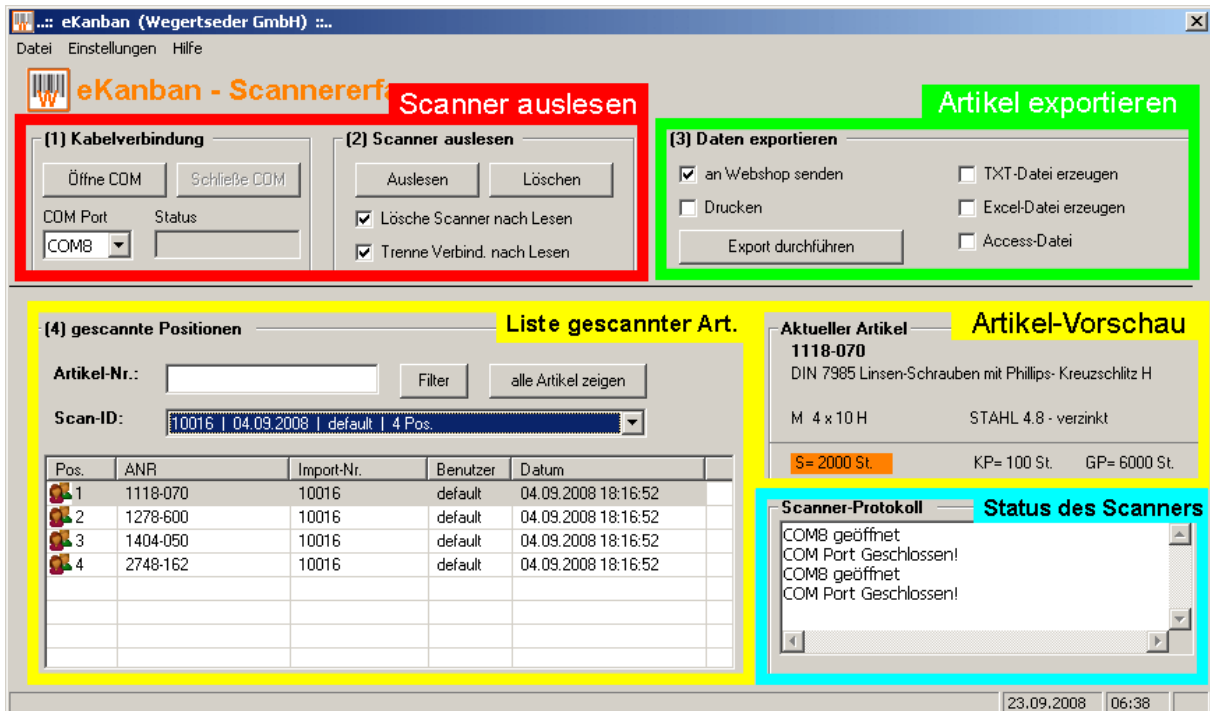 ..:: eKanban (Wegertseder GmbH) ::..
Datei Einstellungen Hilfe
eKanban - Scannererfa
Scanner auslesen
Artikel exportieren
(1) Kabelverbindung
Öffne COM
Schließe COM
COM Port
Status
COM8
(2) Scanner auslesen
Auslesen
Löschen
Lösche Scanner nach Lesen
Trenne Verbind. nach Lesen
(3) Daten exportieren
an Webshop senden
TXT-Datei erzeugen
Drucken
Excel-Datei erzeugen
Export durchführen
Access-Datei
Liste gescannter Art.
(4) gescannte Positionen
Artikel-Nr.:
Filter
alle Artikel zeigen
Scan-ID:
10016 | 04.09.2008 | default | 4 Pos.
Pos. ANR Import-Nr. Benutzer Datum
1 1118-070 10016 default 04.09.2008 18:16:52
2 1278-600 10016 default 04.09.2008 18:16:52
3 1404-050 10016 default 04.09.2008 18:16:52
4 2748-162 10016 default 04.09.2008 18:16:52
Artikel-Vorschau
Aktueller Artikel
1118-070
DIN 7985 Linsen-Schrauben mit Phillips- Kreuzschlitz H
M 4 x 10 H STAHL 4.8 - verzinkt
S= 2000 St. KP= 100 St. GP= 6000 St.
Status des Scanners
Scanner-Protokoll
COM8 geöffnet
COM Port Geschlossen!
COM8 geöffnet
COM Port Geschlossen!
23.09.2008 06:38